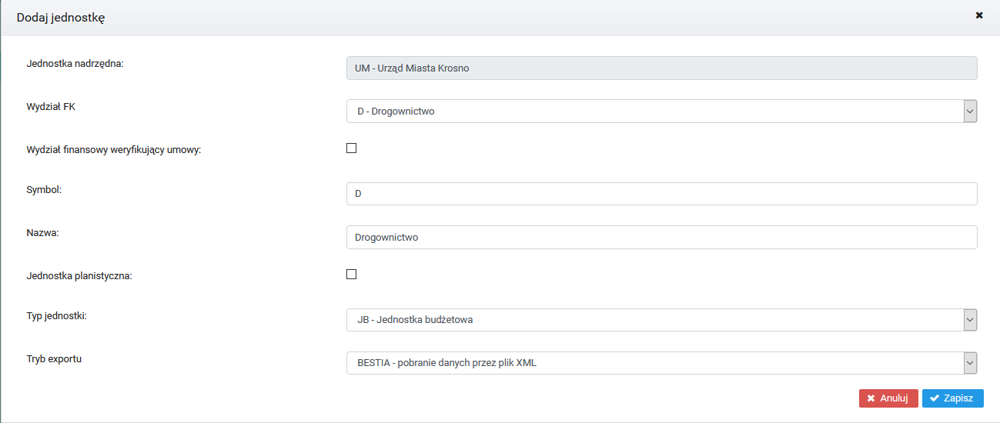 Dodaj jednostkę
Jednostka nadrzędna:
UM - Urząd Miasta Krosno
Wydział FK
D - Drogownictwo
Wydział finansowy weryfikujący umowy:
Symbol:
D
Nazwa:
Drogownictwo
Jednostka planistyczna:
Typ jednostki:
JB - Jednostka budżetowa
Tryb exportu
BESTIA - pobranie danych przez plik XML
Anuluj
Zapisz